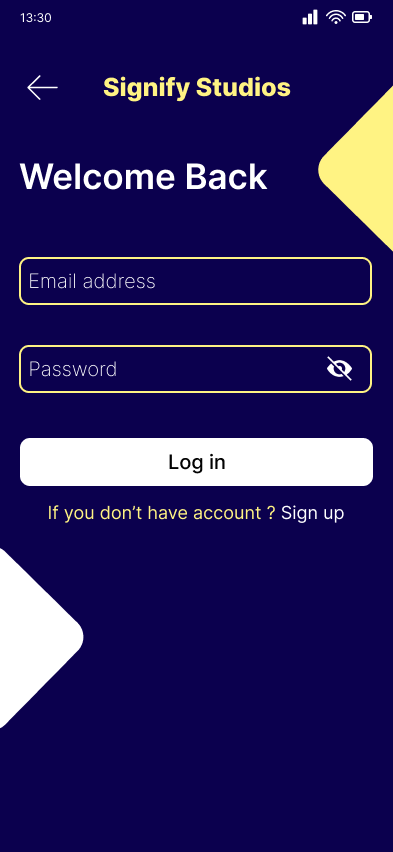 13:30
Signify Studios
Welcome Back
Email address
Password
Log in
If you don’t have account ? Sign up